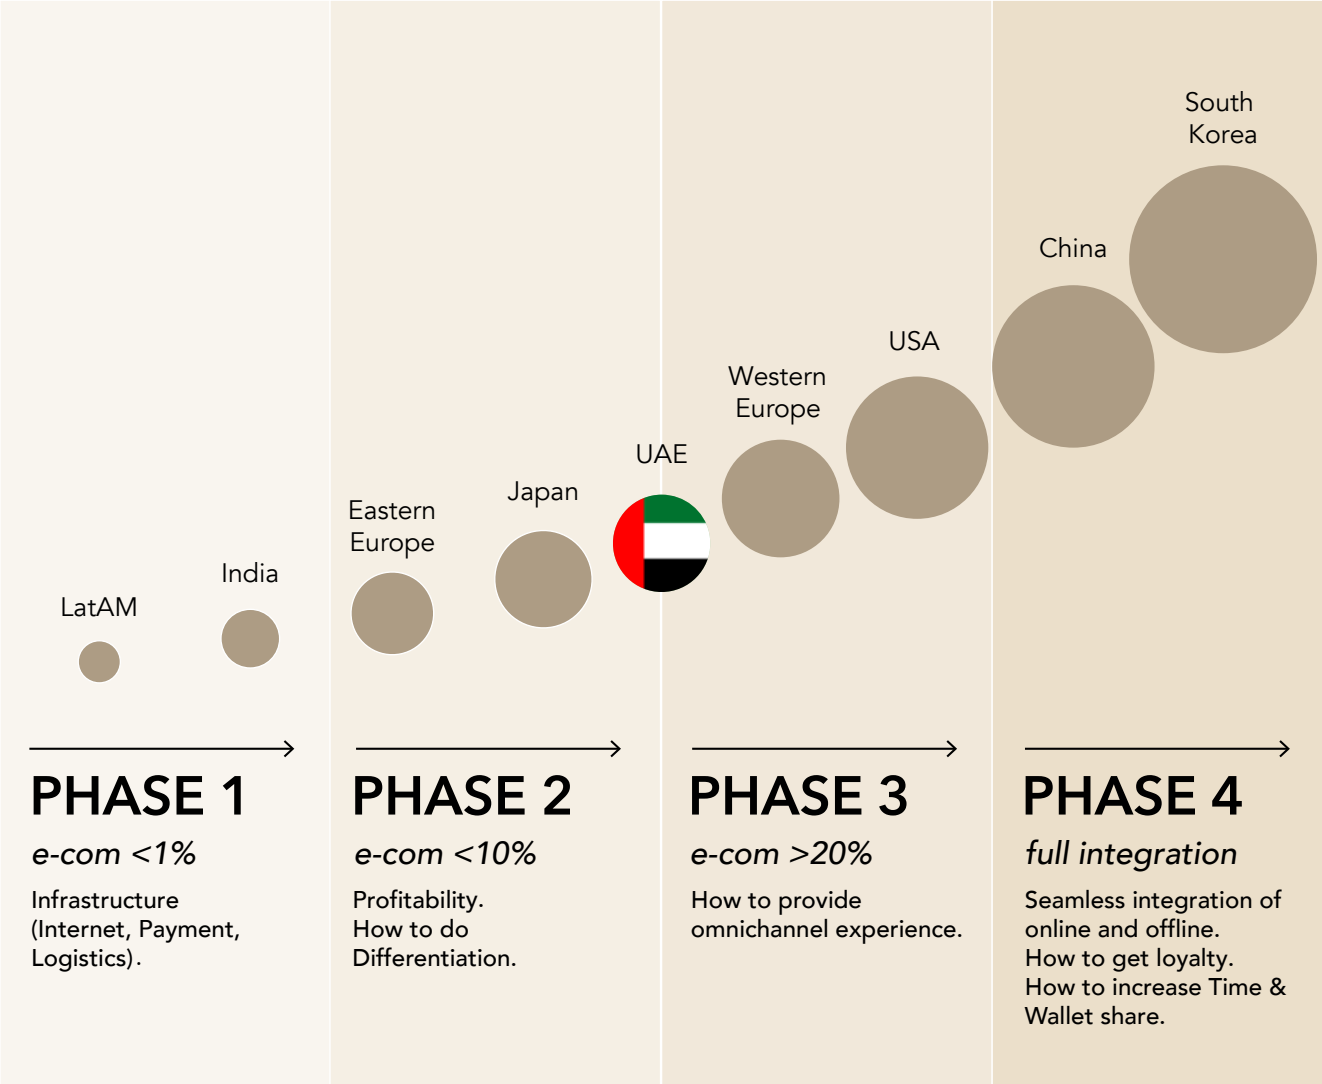 South
Korea
China
USA
Western
Europe
UAE
Japan
Eastern
Europe
India
LatAM
PHASE 1
e-com <1%
Infrastructure
(Internet, Payment,
Logistics).
PHASE 2
e-com <10%
Profitability.
How to do
Differentiation.
PHASE 3
e-com >20%
How to provide
omnichannel experience.
PHASE 4
full integration
Seamless integration of
online and offline.
How to get loyalty.
How to increase Time &
Wallet share.